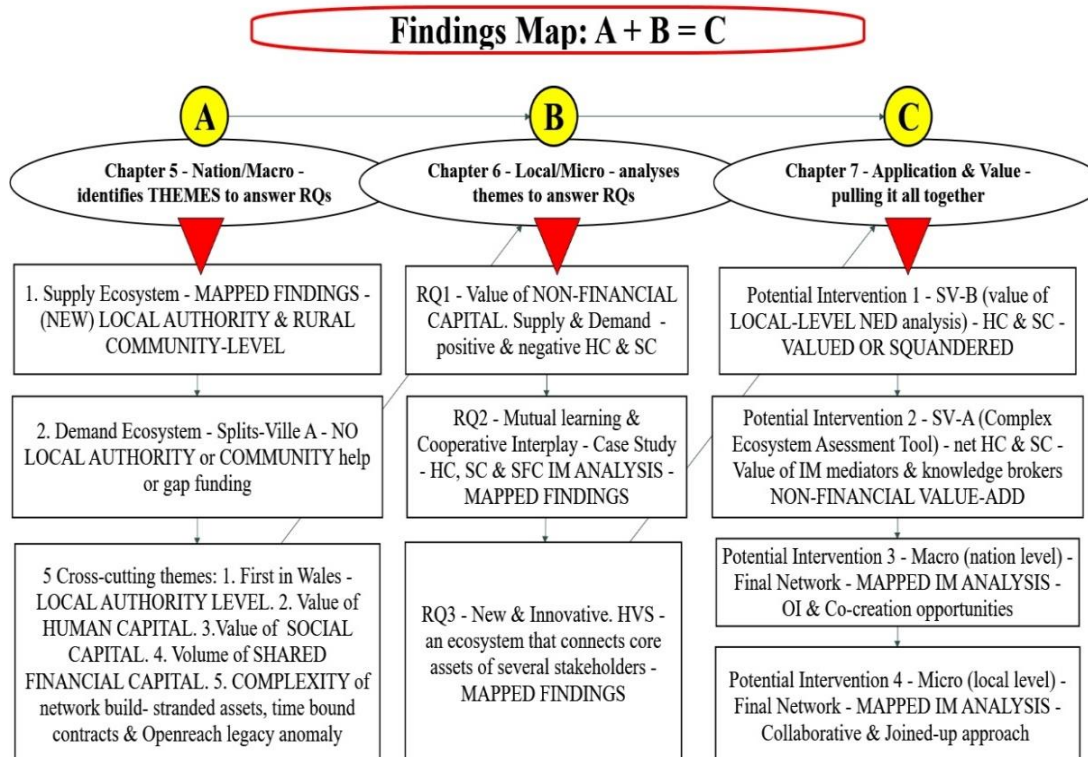 Findings Map: A + B = C
A
B
C
Chapter 5 - Nation/Macro -
identifies THEMES to answer RQs
Chapter 6 - Local/Micro - analyses
themes to answer RQs
Chapter 7 - Application & Value -
pulling it all together
1. Supply Ecosystem - MAPPED FINDINGS -
(NEW) LOCAL AUTHORITY & RURAL
COMMUNITY-LEVEL
2. Demand Ecosystem - Splits-Ville A - NO
LOCAL AUTHORITY or COMMUNITY help
or gap funding
5 Cross-cutting themes: 1. First in Wales -
LOCAL AUTHORITY LEVEL. 2. Value of
HUMAN CAPITAL. 3.Value of SOCIAL
CAPITAL. 4. Volume of SHARED
FINANCIAL CAPITAL. 5. COMPLEXITY of
network build- stranded assets, time bound
contracts & Openreach legacy anomaly
RQ1 - Value of NON-FINANCIAL
CAPITAL. Supply & Demand -
positive & negative HC & SC
RQ2 - Mutual learning &
Cooperative Interplay - Case Study
- HC, SC & SFC IM ANALYSIS -
MAPPED FINDINGS
RQ3 - New & Innovative. HVS -
an ecosystem that connects core
assets of several stakeholders -
MAPPED FINDINGS
Potential Intervention 1 - SV-B (value of
LOCAL-LEVEL NED analysis) - HC & SC -
VALUED OR SQUANDERED
Potential Intervention 2 - SV-A (Complex
Ecosystem Asessment Tool) - net HC & SC -
Value of IM mediators & knowledge brokers
NON-FINANCIAL VALUE-ADD
Potential Intervention 3 - Macro (nation level) -
Final Network - MAPPED IM ANALYSIS -
OI & Co-creation opportunities
Potential Intervention 4 - Micro (local level) -
Final Network - MAPPED IM ANALYSIS -
Collaborative & Joined-up approach